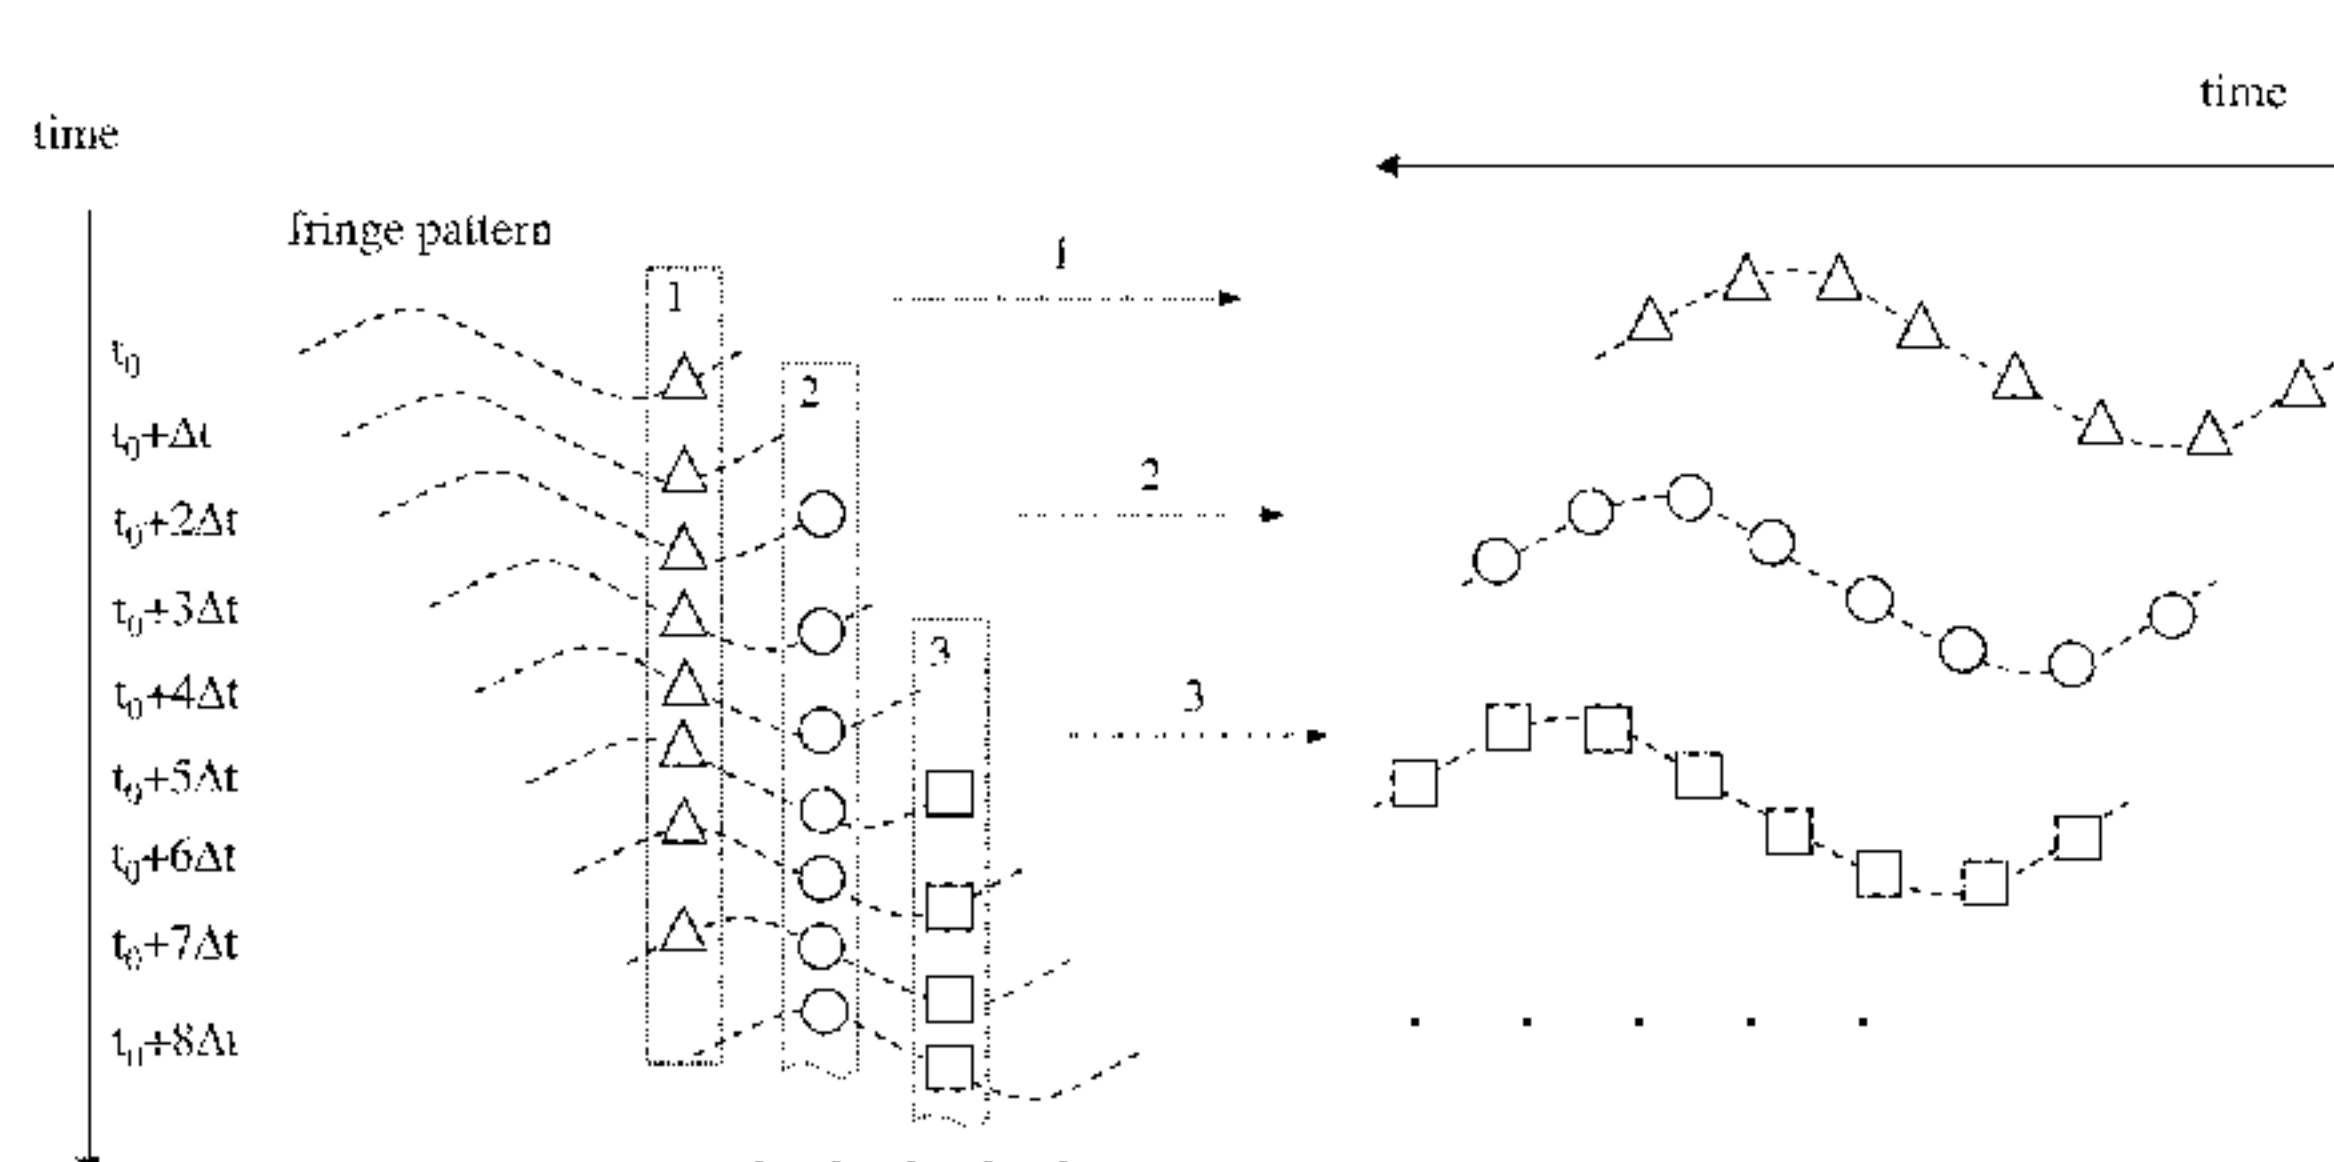 time
time
fringe pattern
1
1
t₀
2
t₀+Δt
2
t₀+2Δt
t₀+3Δt
3
t₀+4Δt
3
t₀+5Δt
t₀+6Δt
t₀+7Δt
t₀+8Δt